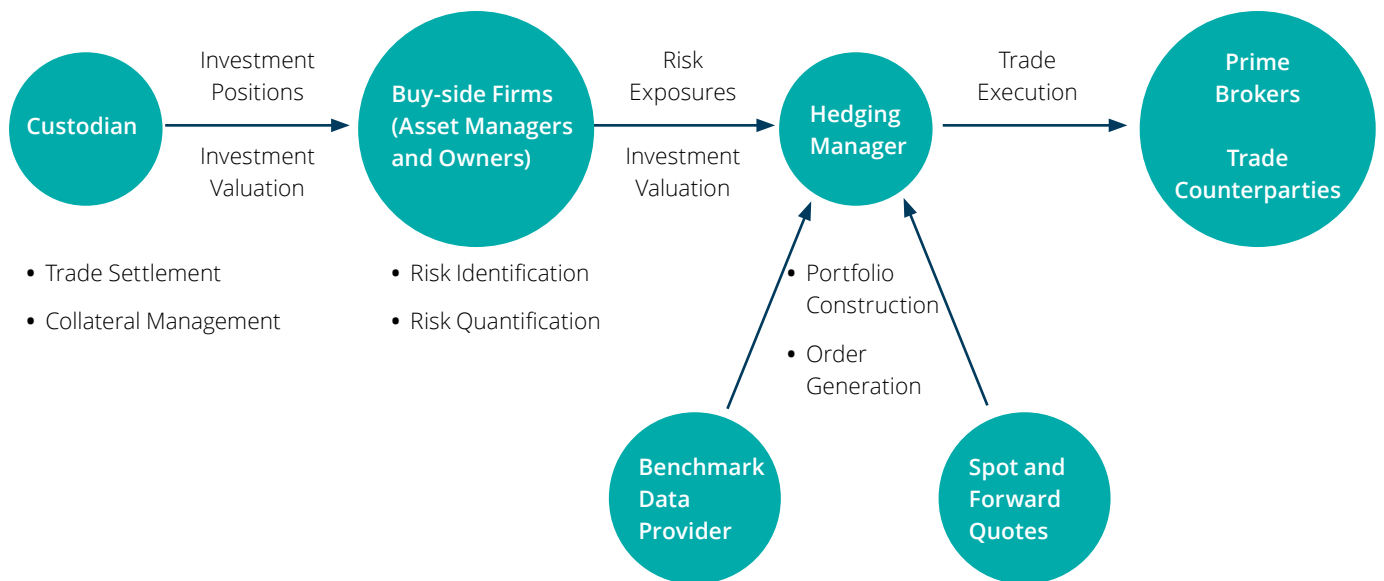 Custodian
Investment
Positions
Investment
Valuation
Buy-side Firms
(Asset Managers
and Owners)
Risk
Exposures
Investment
Valuation
Hedging
Manager
Trade
Execution
Prime
Brokers
Trade
Counterparties
• Trade Settlement
• Collateral Management
• Risk Identification
• Risk Quantification
• Portfolio
Construction
• Order
Generation
Benchmark
Data
Provider
Spot and
Forward
Quotes